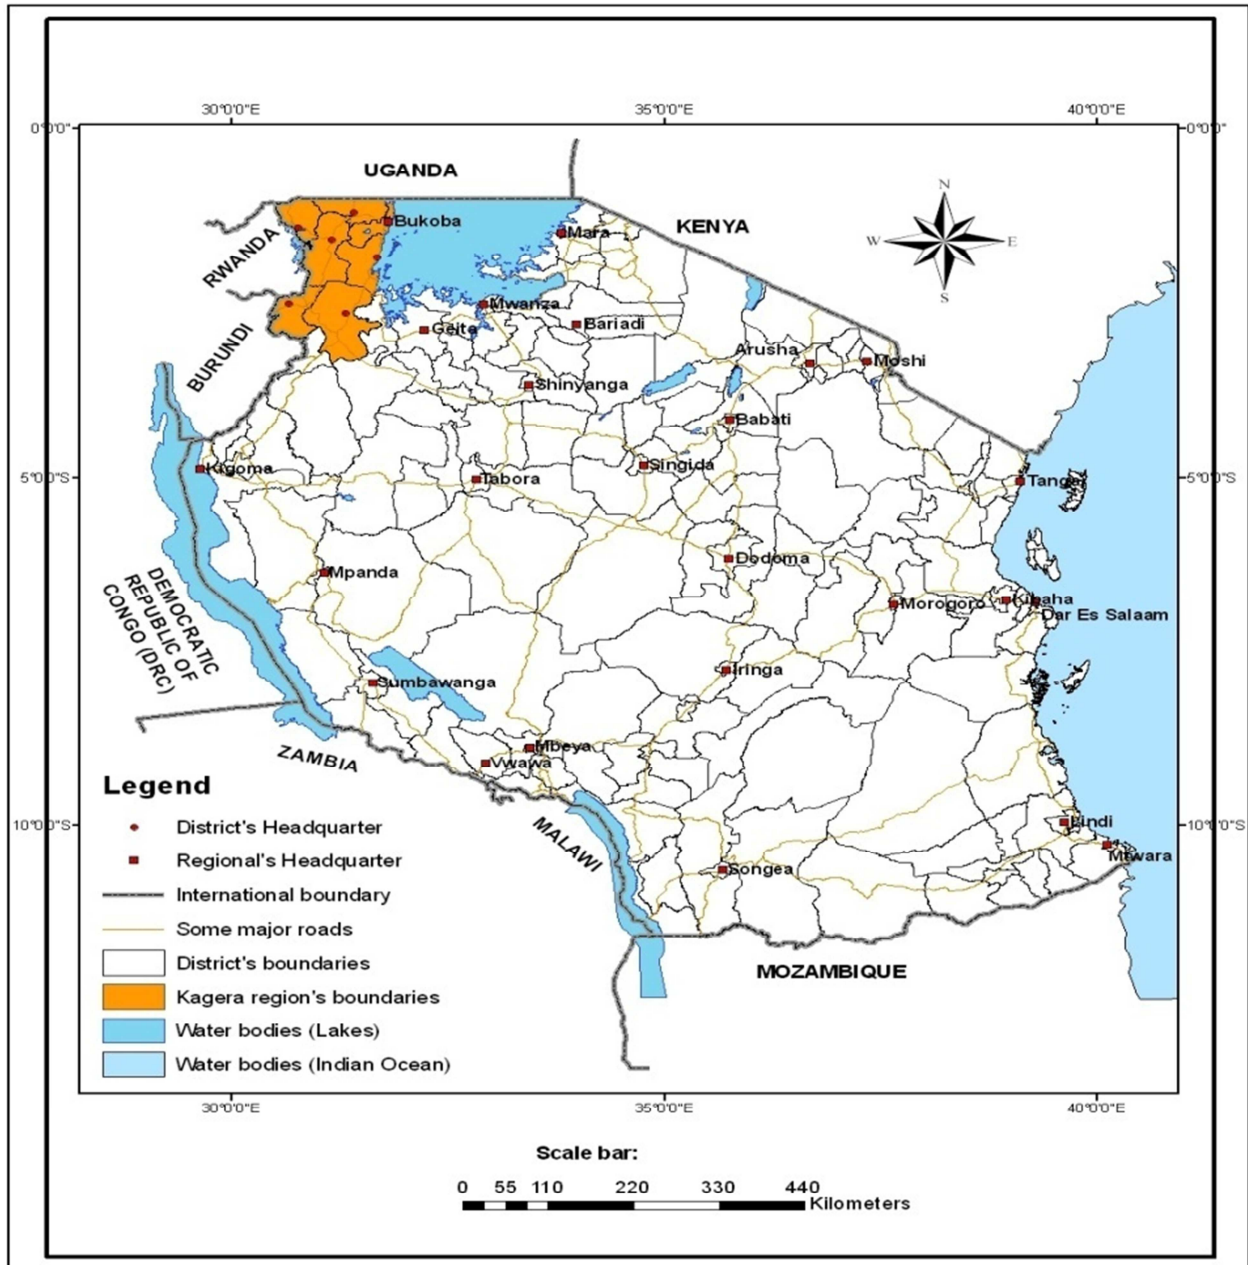 30°0'0"E 35°0'0"E 40°0'0"E
0°0'0" 0°0'0"
UGANDA
N
KENYA
W E
S
RWANDA
Bukoba
Mara
Mwanza
Bariadi
Geita
BURUNDI
Arusha
Moshi
Shinyanga
Babati
Kigoma
Singida
Tabora
5°0'0"S
Tanga
5°0'0"S
Dodoma
Mpanda
DEMOCRATIC
REPUBLIC OF
CONGO (DRC)
Morogoro
Kibaha
Dar Es Salaam
Iringa
Sumbawanga
ZAMBIA
Mbeya
Vwawa
MALAWI
10°0'0"S
Lindi
10°0'0"S
Mtwara
Songea
MOZAMBIQUE
Legend
District's Headquarter
Regional's Headquarter
International boundary
Some major roads
District's boundaries
Kagera region's boundaries
Water bodies (Lakes)
Water bodies (Indian Ocean)
30°0'0"E 35°0'0"E 40°0'0"E
Scale bar:
0 55 110 220 330 440
Kilometers